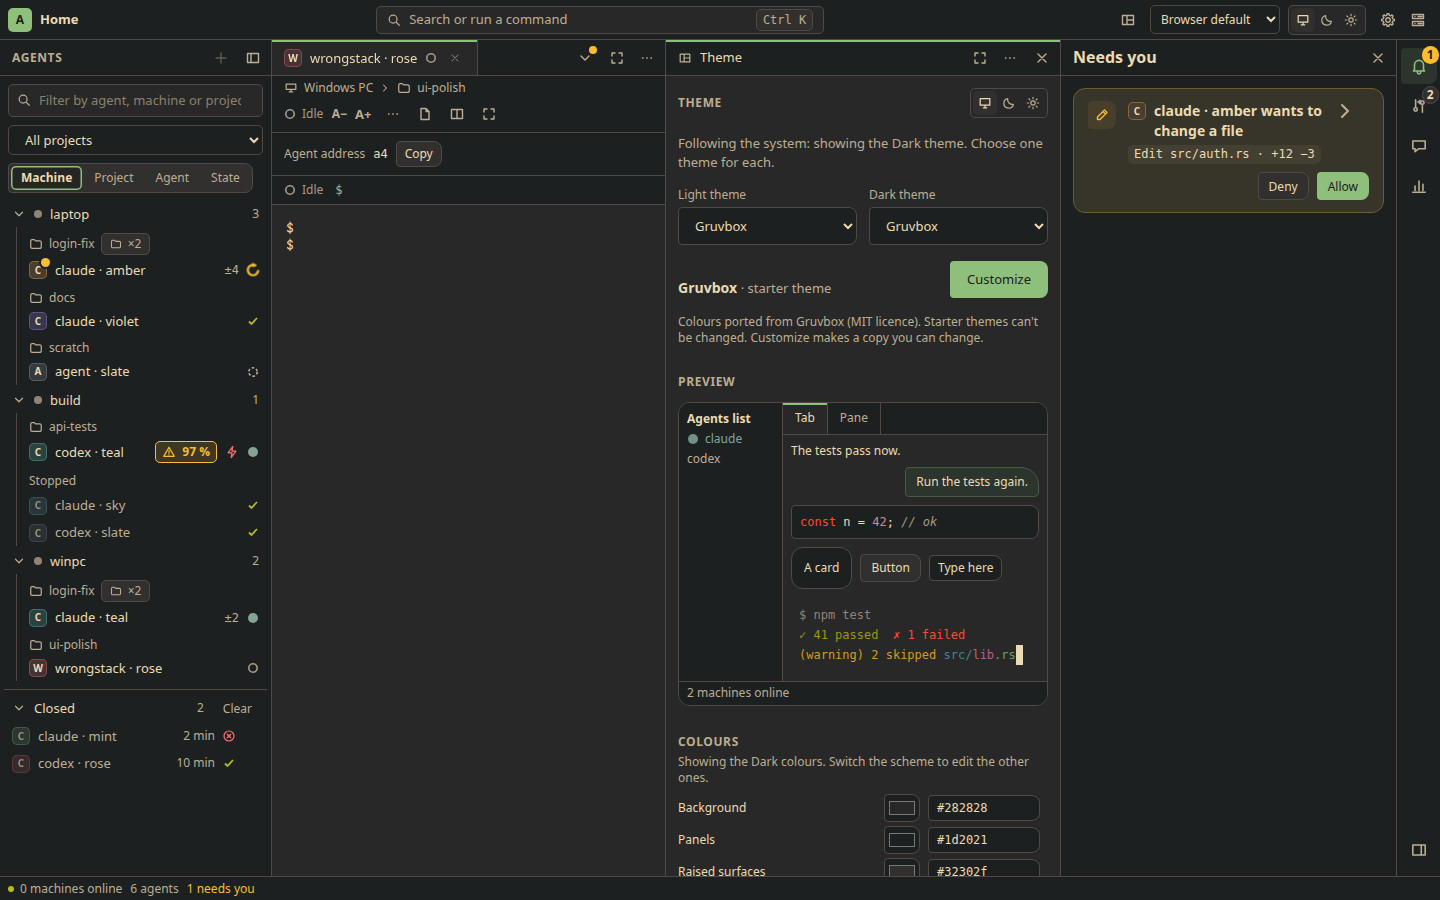 A Home
Search or run a command
Ctrl K
Browser default
AGENTS
Filter by agent, machine or projec
All projects
Machine Project Agent State
laptop 3
login-fix ×2
C claude · amber ±4
docs
C claude · violet
scratch
A agent · slate
build 1
api-tests
C codex · teal 97 %
Stopped
C claude · sky
C codex · slate
winpc 2
login-fix ×2
C claude · teal ±2
ui-polish
W wrongstack · rose
Closed 2 Clear
C claude · mint 2 min
C codex · rose 10 min
W wrongstack · rose
Windows PC > ui-polish
Idle A− A+ ···
Agent address a4 Copy
Idle $
$
$
Theme
THEME
Following the system: showing the Dark theme. Choose one
theme for each.
Light theme Dark theme
Gruvbox Gruvbox
Gruvbox · starter theme
Customize
Colours ported from Gruvbox (MIT licence). Starter themes can't
be changed. Customize makes a copy you can change.
PREVIEW
Agents list
claude
codex
Tab Pane
The tests pass now.
Run the tests again.
const n = 42; // ok
A card Button Type here
$ npm test
✓ 41 passed ✗ 1 failed
(warning) 2 skipped src/lib.rs
2 machines online
COLOURS
Showing the Dark colours. Switch the scheme to edit the other
ones.
Background #282828
Panels #1d2021
Raised surfaces #32302f
Needs you
C claude · amber wants to
change a file
Edit src/auth.rs · +12 −3
Deny Allow
1
2
0 machines online 6 agents 1 needs you